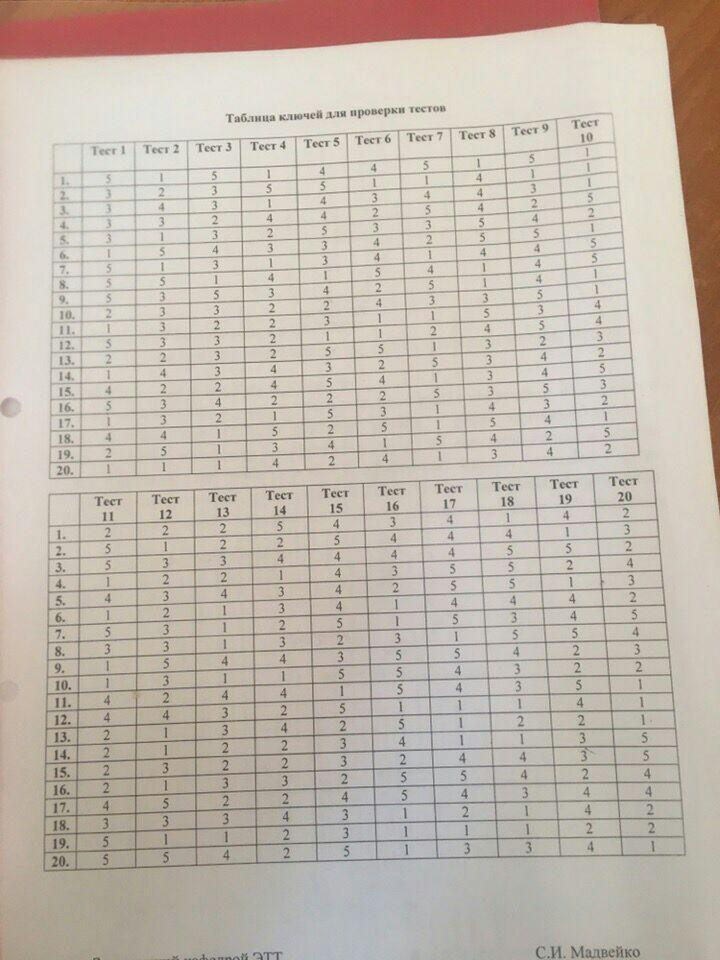 Таблица ключей для проверки тестов
Тест 1 Тест 2 Тест 3 Тест 4 Тест 5 Тест 6 Тест 7 Тест 8 Тест 9 Тест 10
1. 5 1 5 1 4 4 5 1 5 1
2. 3 2 3 5 5 1 1 4 1 1
3. 3 4 3 1 4 3 4 4 3 1
4. 3 3 2 4 4 2 5 4 2 5
5. 3 1 3 2 5 3 3 5 4 2
6. 1 5 4 3 3 4 2 5 5 1
7. 5 1 3 1 3 4 1 4 4 5
8. 5 5 1 4 1 5 4 1 4 5
9. 5 3 5 3 4 2 5 1 4 1
10. 2 3 3 2 2 4 3 3 5 1
11. 1 3 2 2 3 1 1 5 3 4
12. 5 3 3 2 1 1 2 4 5 4
13. 2 2 3 2 5 5 1 3 2 3
14. 1 4 3 4 3 2 5 3 4 2
15. 4 2 2 4 5 4 1 3 4 5
16. 5 3 4 2 2 2 5 3 5 3
17. 1 3 2 1 5 3 1 4 3 2
18. 4 4 1 5 2 5 1 5 4 1
19. 2 5 1 3 4 1 5 4 2 5
20. 1 1 1 4 2 4 1 3 4 2
Тест 11 Тест 12 Тест 13 Тест 14 Тест 15 Тест 16 Тест 17 Тест 18 Тест 19 Тест 20
1. 2 2 2 5 4 3 4 1 4 2
2. 5 1 2 2 5 4 4 4 1 3
3. 5 3 3 4 4 4 4 5 5 2
4. 1 2 2 1 4 3 5 5 2 4
5. 4 3 4 3 4 2 5 5 1 3
6. 1 2 1 3 4 1 4 4 4 2
7. 5 3 1 2 5 1 5 3 4 5
8. 3 3 1 3 2 3 1 5 5 4
9. 1 5 4 4 3 5 5 4 2 3
10. 1 3 1 1 5 5 4 3 2 2
11. 4 2 4 4 1 5 4 3 5 1
12. 4 4 3 2 5 1 1 1 4 1
13. 2 1 3 4 2 5 1 2 2 1
14. 2 1 2 2 3 4 1 1 3 5
15. 2 3 2 2 3 2 4 4 3 5
16. 2 1 3 3 2 5 5 4 2 4
17. 4 5 2 2 4 5 4 3 4 4
18. 3 3 3 4 3 1 2 1 4 2
19. 5 1 1 2 3 1 1 1 2 2
20. 5 5 4 2 5 1 3 3 4 1
кафедрой ЭТТ С.И. Мадвейко